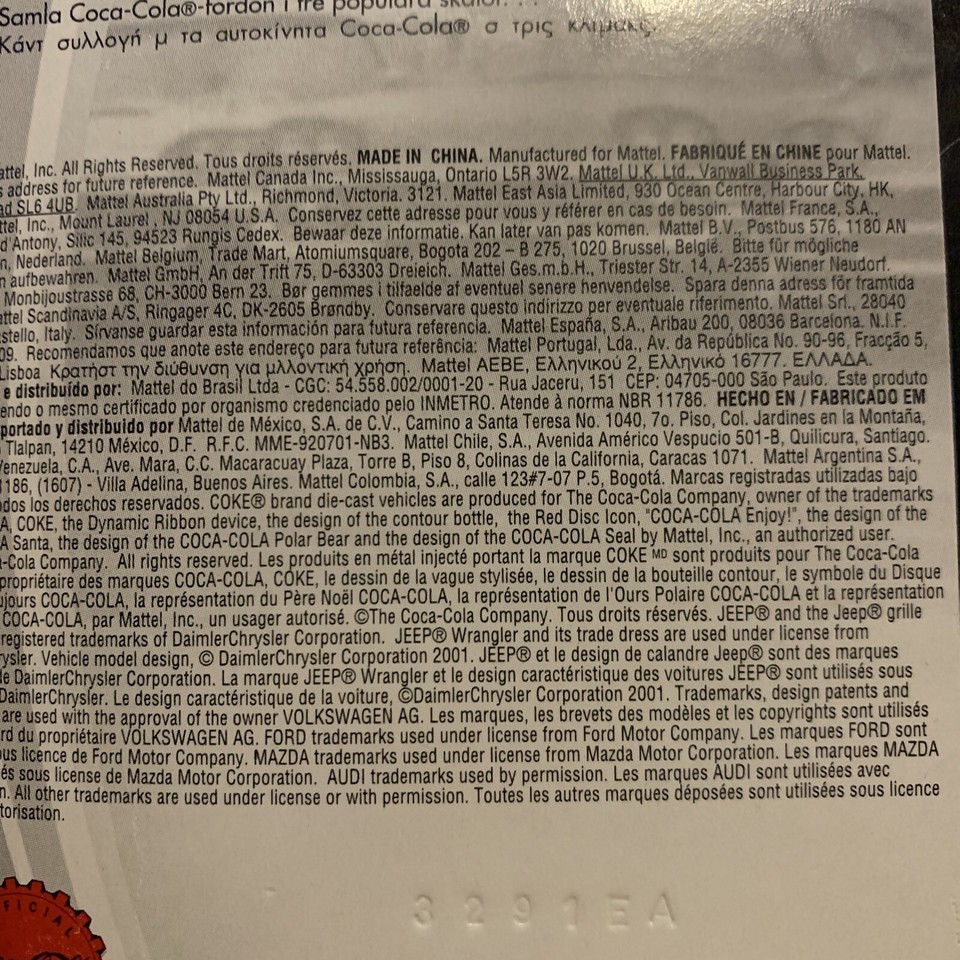 Samla Coca-Cola®-fordon i tre populära skalor. . .
Κάντ συλλογή μ τα αυτοκίνητα Coca-Cola® σ τρις κλιμακς.
attel, Inc. All Rights Reserved. Tous droits réservés. MADE IN CHINA. Manufactured for Mattel. FABRIQUÉ EN CHINE pour Mattel.
s address for future reference. Mattel Canada Inc., Mississauga, Ontario L5R 3W2. Mattel U.K. Ltd., Vanwall Business Park,
ad SL6 4UB. Mattel Australia Pty Ltd., Richmond, Victoria. 3121. Mattel East Asia Limited, 930 Ocean Centre, Harbour City, HK,
ttel, Inc., Mount Laurel, NJ 08054 U.S.A. Conservez cette adresse pour vous y référer en cas de besoin. Mattel France, S.A.,
d'Antony, Silic 145, 94523 Rungis Cedex. Bewaar deze informatie. Kan later van pas komen. Mattel B.V., Postbus 576, 1180 AN
n, Nederland. Mattel Belgium, Trade Mart, Atomiumsquare, Bogota 202 – B 275, 1020 Brussel, België. Bitte für mögliche
n aufbewahren. Mattel GmbH, An der Trift 75, D-63303 Dreieich. Mattel Ges.m.b.H., Triester Str. 14, A-2355 Wiener Neudorf.
Monbijoustrasse 68, CH-3000 Bern 23. Bør gemmes i tilfaelde af eventuel senere henvendelse. Spara denna adress för framtida
attel Scandinavia A/S, Ringager 4C, DK-2605 Brøndby. Conservare questo indirizzo per eventuale riferimento. Mattel Srl., 28040
stello, Italy. Sírvanse guardar esta información para futura referencia. Mattel España, S.A., Aribau 200, 08036 Barcelona. N.I.F.
09. Recomendamos que anote este endereço para futura referência: Mattel Portugal, Lda., Av. da República No. 90-96, Fracção 5,
Lisboa Κρατήστ την διύθυνση για μλλοντική χρήση. Mattel AEBE, Ελληνικού 2, Ελληνικό 16777. ΕΛΛΑΔΑ.
e distribuído por: Mattel do Brasil Ltda - CGC: 54.558.002/0001-20 - Rua Jaceru, 151 CEP: 04705-000 São Paulo. Este produto
endo o mesmo certificado por organismo credenciado pelo INMETRO. Atende à norma NBR 11786. HECHO EN / FABRICADO EM
portado y distribuido por Mattel de México, S.A. de C.V., Camino a Santa Teresa No. 1040, 7o. Piso, Col. Jardines en la Montaña,
Tlalpan, 14210 México, D.F. R.F.C. MME-920701-NB3. Mattel Chile, S.A., Avenida Américo Vespucio 501-B, Quilicura, Santiago.
Venezuela, C.A., Ave. Mara, C.C. Macaracuay Plaza, Torre B, Piso 8, Colinas de la California, Caracas 1071. Mattel Argentina S.A.,
186, (1607) - Villa Adelina, Buenos Aires. Mattel Colombia, S.A., calle 123#7-07 P.5, Bogotá. Marcas registradas utilizadas bajo
dos los derechos reservados. COKE® brand die-cast vehicles are produced for The Coca-Cola Company, owner of the trademarks
A, COKE, the Dynamic Ribbon device, the design of the contour bottle, the Red Disc Icon, "COCA-COLA Enjoy!", the design of the
A Santa, the design of the COCA-COLA Polar Bear and the design of the COCA-COLA Seal by Mattel, Inc., an authorized user.
-Cola Company. All rights reserved. Les produits en métal injecté portant la marque COKE MD sont produits pour The Coca-Cola
propriétaire des marques COCA-COLA, COKE, le dessin de la vague stylisée, le dessin de la bouteille contour, le symbole du Disque
ujours COCA-COLA, la représentation du Père Noël COCA-COLA, la représentation de l'Ours Polaire COCA-COLA et la représentation
COCA-COLA, par Mattel, Inc., un usager autorisé. ©The Coca-Cola Company. Tous droits réservés. JEEP® and the Jeep® grille
registered trademarks of DaimlerChrysler Corporation. JEEP® Wrangler and its trade dress are used under license from
rysler. Vehicle model design, © DaimlerChrysler Corporation 2001. JEEP® et le design de calandre Jeep® sont des marques
de DaimlerChrysler Corporation. La marque JEEP® Wrangler et le design caractéristique des voitures JEEP® sont utilisés sous
DaimlerChrysler. Le design caractéristique de la voiture, ©DaimlerChrysler Corporation 2001. Trademarks, design patents and
are used with the approval of the owner VOLKSWAGEN AG. Les marques, les brevets des modèles et les copyrights sont utilisés
rd du propriétaire VOLKSWAGEN AG. FORD trademarks used under license from Ford Motor Company. Les marques FORD sont
ous licence de Ford Motor Company. MAZDA trademarks used under license from Mazda Motor Corporation. Les marques MAZDA
és sous license de Mazda Motor Corporation. AUDI trademarks used by permission. Les marques AUDI sont utilisées avec
n. All other trademarks are used under license or with permission. Toutes les autres marques déposées sont utilisées sous licence
torisation.
FICIAL
3291EA